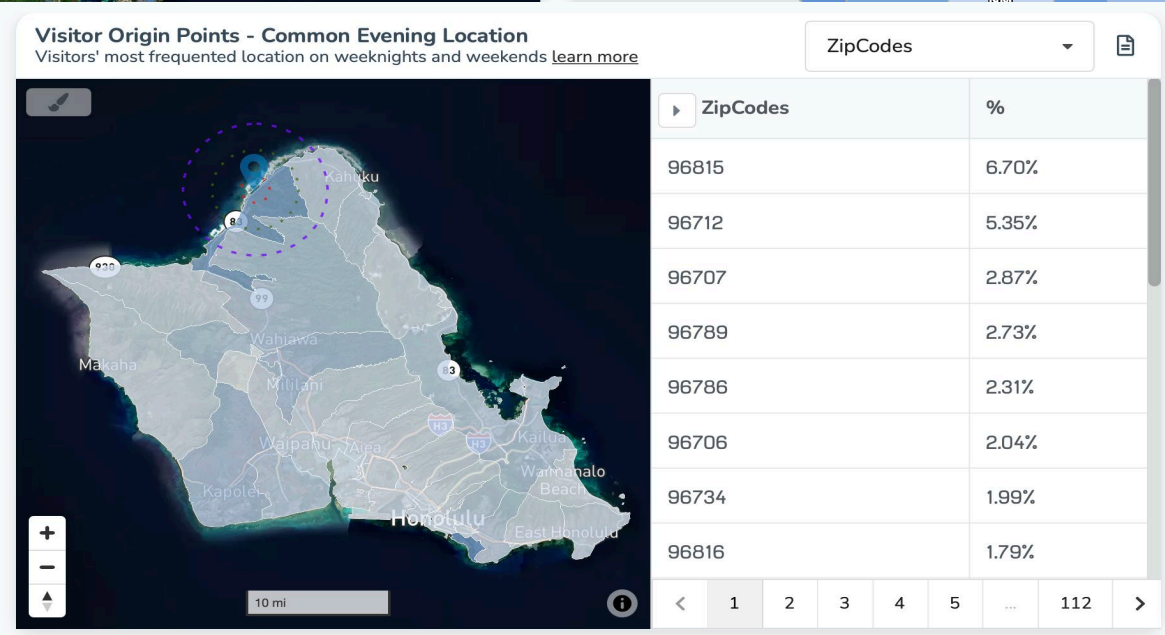 Visitor Origin Points - Common Evening Location
Visitors' most frequented location on weeknights and weekends learn more
ZipCodes
Kahuku
83
930
99
Wahiawa
Makaha
83
Mililani
H3
H3
Waipahu
Aiea
Kailua
Waimanalo
Beach
Kapolei
Honolulu
East Honolulu
10 mi
ZipCodes %
96815 6.70%
96712 5.35%
96707 2.87%
96789 2.73%
96786 2.31%
96706 2.04%
96734 1.99%
96816 1.79%
1 2 3 4 5 ... 112